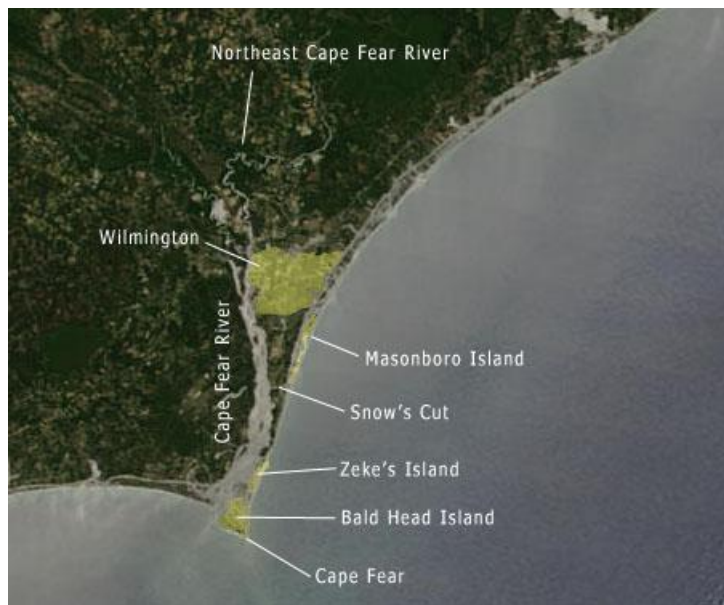 Northeast Cape Fear River
Wilmington
Cape Fear River
Masonboro Island
Snow's Cut
Zeke's Island
Bald Head Island
Cape Fear